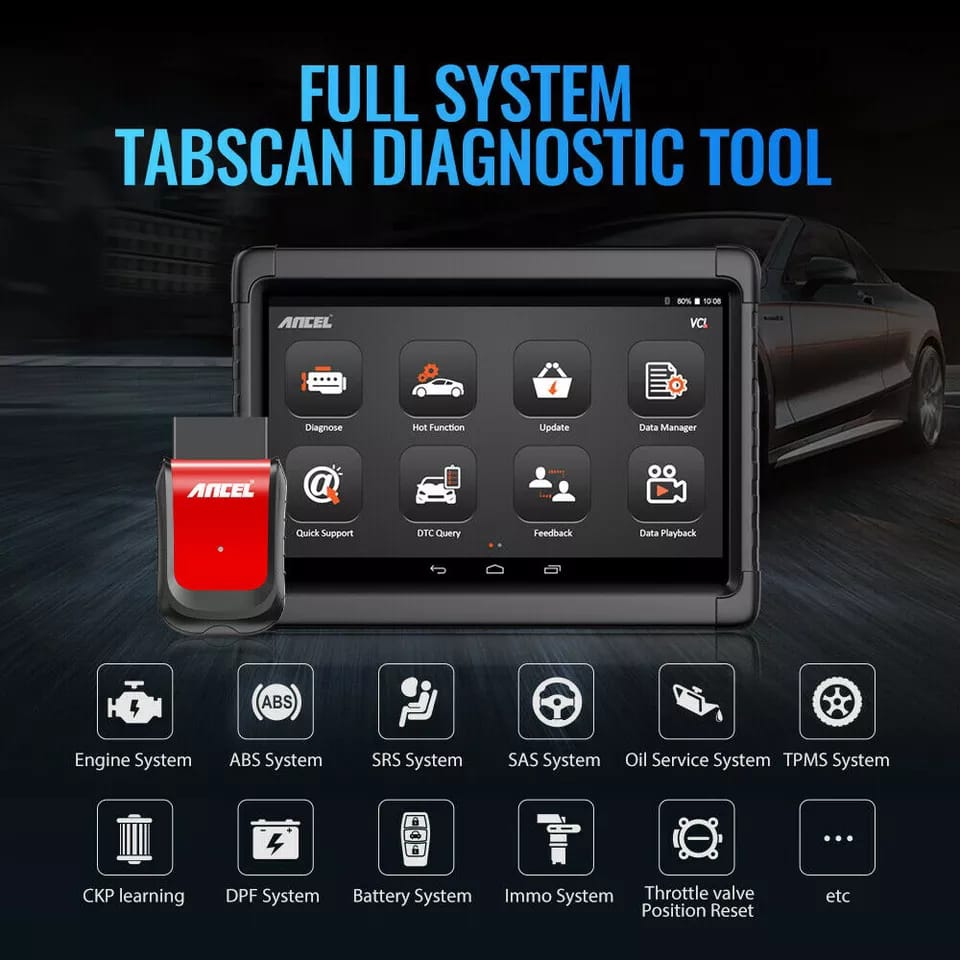 FULL SYSTEM
TABSCAN DIAGNOSTIC TOOL
80% 10:08
ANCEL
VCI
Diagnose
Hot Function
Update
Data Manager
Quick Support
DTC Query
Feedback
Data Playback
ANCEL
ABS
Engine System
ABS System
SRS System
SAS System
Oil Service System
TPMS System
CKP learning
DPF System
Battery System
Immo System
Throttle valve
Position Reset
etc